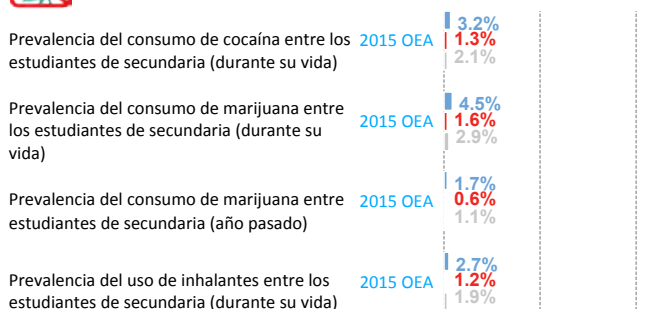 Prevalencia del consumo de cocaína entre los 2015 OEA
estudiantes de secundaria (durante su vida)
3.2%
1.3%
2.1%
Prevalencia del consumo de marijuana entre
los estudiantes de secundaria (durante su 2015 OEA
vida)
4.5%
1.6%
2.9%
Prevalencia del consumo de marijuana entre 2015 OEA
estudiantes de secundaria (año pasado)
1.7%
0.6%
1.1%
Prevalencia del uso de inhalantes entre los 2015 OEA
estudiantes de secundaria (durante su vida)
2.7%
1.2%
1.9%